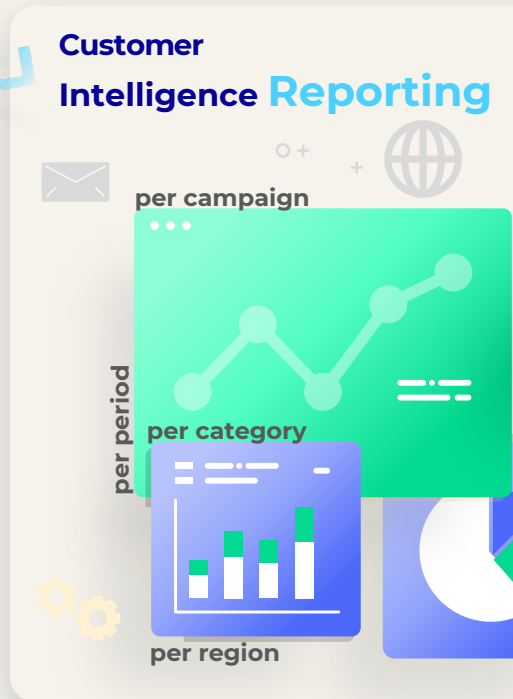 Customer
Intelligence Reporting
per campaign
per period
per category
per region